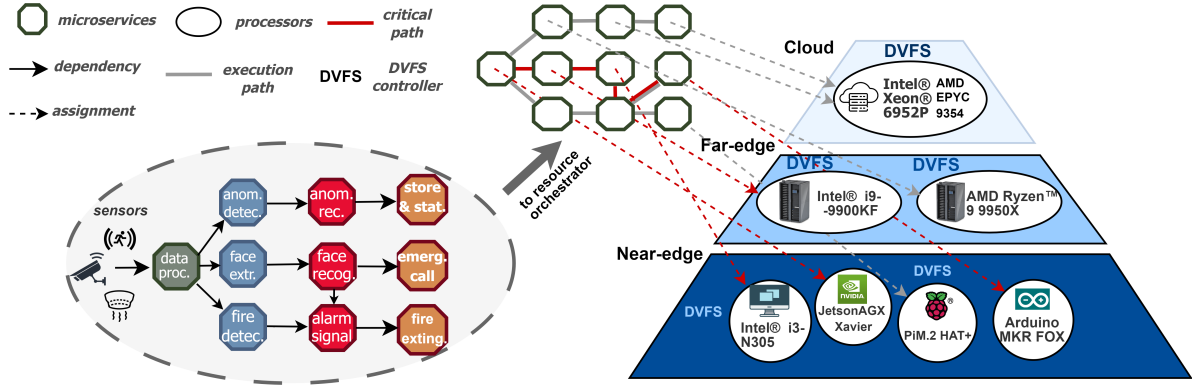 microservices
processors
critical
path
dependency
execution
path
DVFS
DVFS
controller
assignment
sensors
data
proc.
anom.
detec.
anom.
rec.
store
& stat.
face
extr.
face
recog.
emerg.
call
fire
detec.
alarm
signal
fire
exting.
to resource
orchestrator
Cloud
DVFS
Intel®
Xeon®
6952P
AMD
EPYC
9354
Far-edge
DVFS
DVFS
Intel® i9-
-9900KF
AMD Ryzen™
9 9950X
Near-edge
DVFS
DVFS
Intel® i3-
N305
NVIDIA
JetsonAGX
Xavier
®
PiM.2 HAT+
Arduino
MKR FOX